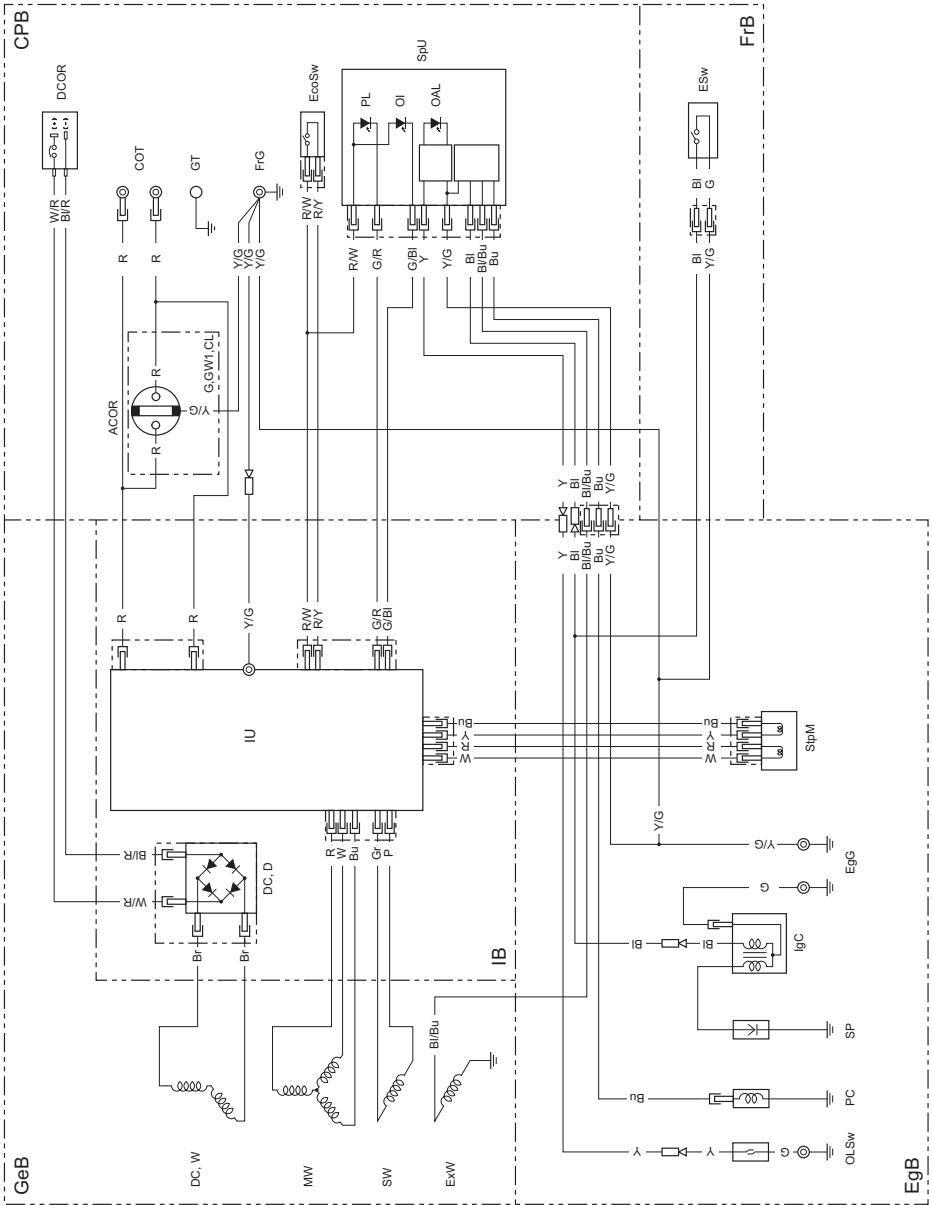 GeB
CPB
W/R
DCOR
Bl/R
W/R
Bl/R
ACOR
R
R
COT
R
R
R
R
DC, W
Br
R
GT
Y/G
G,GW1,CL
Br
DC, D
IU
Y/G
Y/G
Y/G
Y/G
FrG
MW
R
W
Bu
R/W
R/Y
R/W
R/Y
EcoSw
R/W
PL
SW
Gr
P
G/R
G/Bl
G/R
G/Bl
OI
Y
Y/G
OAL
SpU
ExW
Bl/Bu
W
R
Y
Bu
Bl
Bl/Bu
Bu
IB
Y
Bl
Bl/Bu
Bu
Y/G
Y
Bl
Bl/Bu
Bu
Y/G
Y
Y
G
OLSw
Bu
PC
SP
Bl
Bl
IgC
G
Y/G
EgG
Y/G
W
R
Y
Bu
StpM
Bl
Y/G
Bl
G
ESw
EgB
FrB